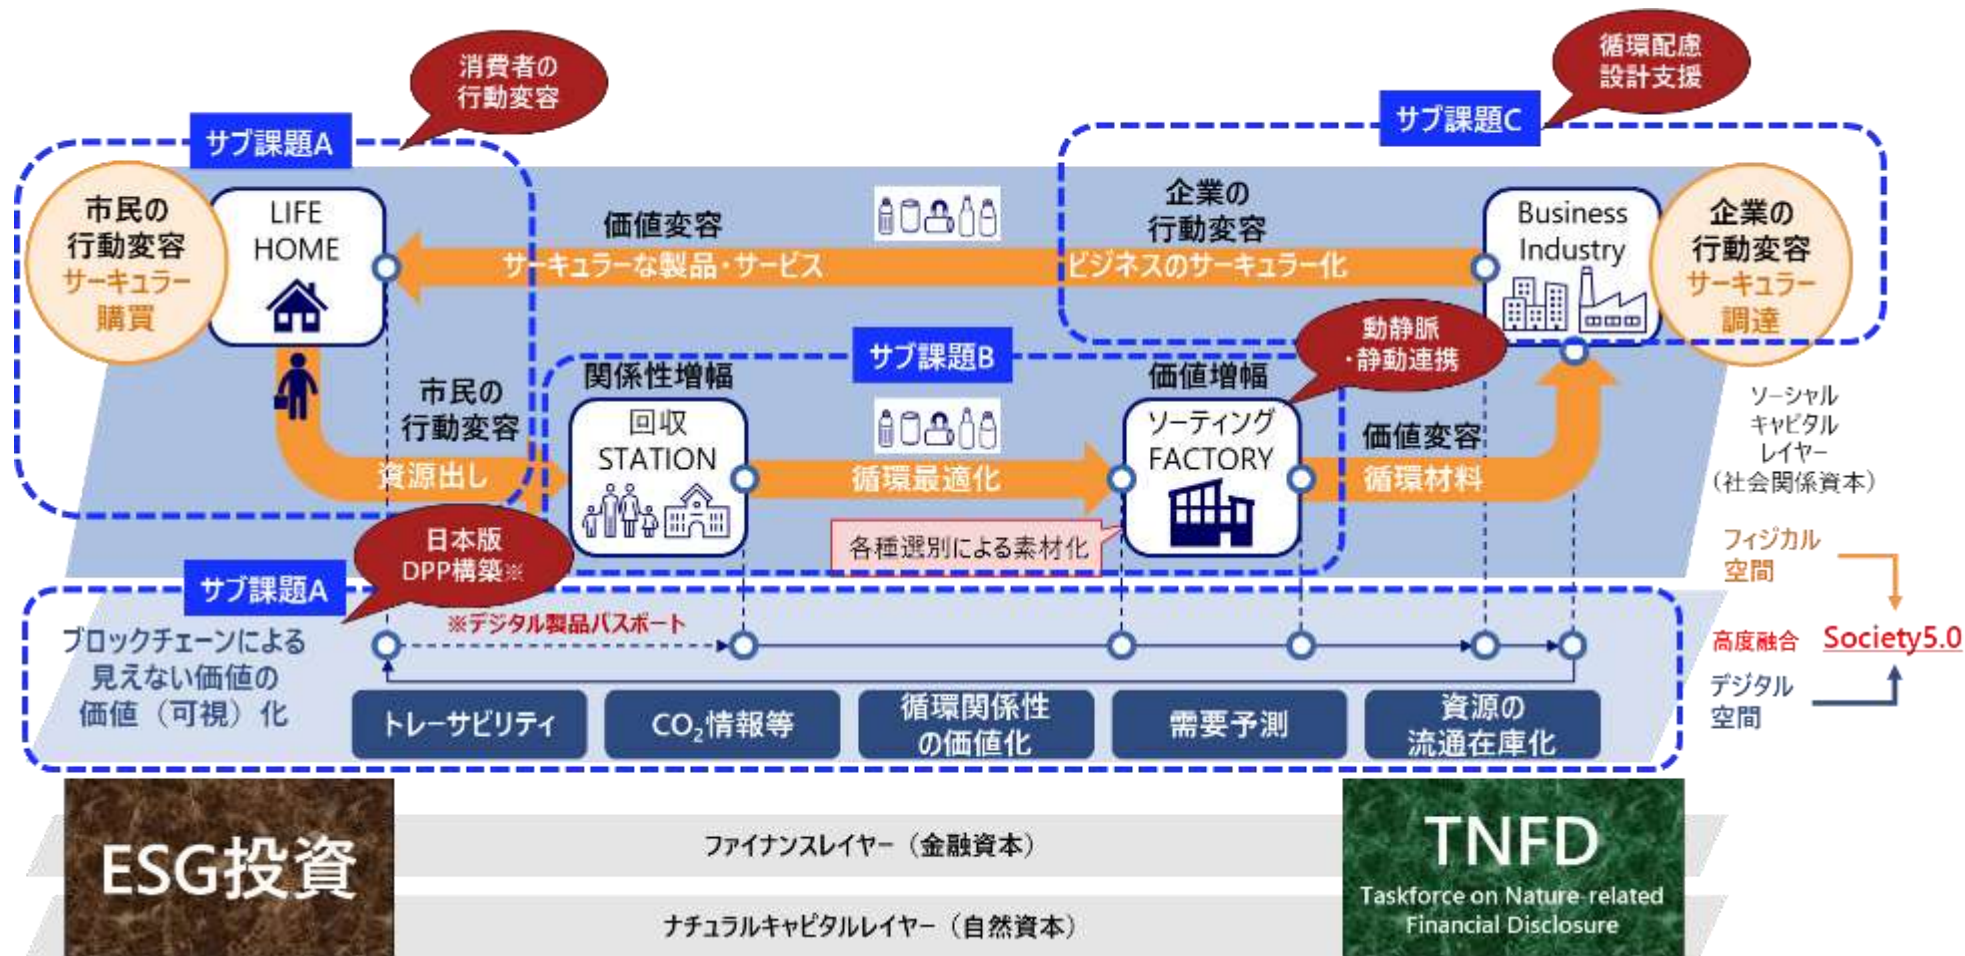 消費者の
行動変容
循環配慮
設計支援
サブ課題A
サブ課題C
市民の
行動変容
サーキュラー
購買
LIFE
HOME
価値変容
サーキュラーな製品・サービス
企業の
行動変容
ビジネスのサーキュラー化
Business
Industry
企業の
行動変容
サーキュラー
調達
動静脈
・静動連携
サブ課題B
市民の
行動変容
資源出し
関係性増幅
回収
STATION
循環最適化
価値増幅
ソーティング
FACTORY
各種選別による素材化
価値変容
循環材料
ソーシャル
キャピタル
レイヤー
(社会関係資本)
フィジカル
空間
高度融合 Society5.0
デジタル
空間
日本版
DPP構築※
サブ課題A
※デジタル製品パスポート
ブロックチェーンによる
見えない価値の
価値（可視）化
トレーサビリティ
CO₂情報等
循環関係性
の価値化
需要予測
資源の
流通在庫化
ESG投資
ファイナンスレイヤー（金融資本）
ナチュラルキャピタルレイヤー（自然資本）
TNFD
Taskforce on Nature-related
Financial Disclosure